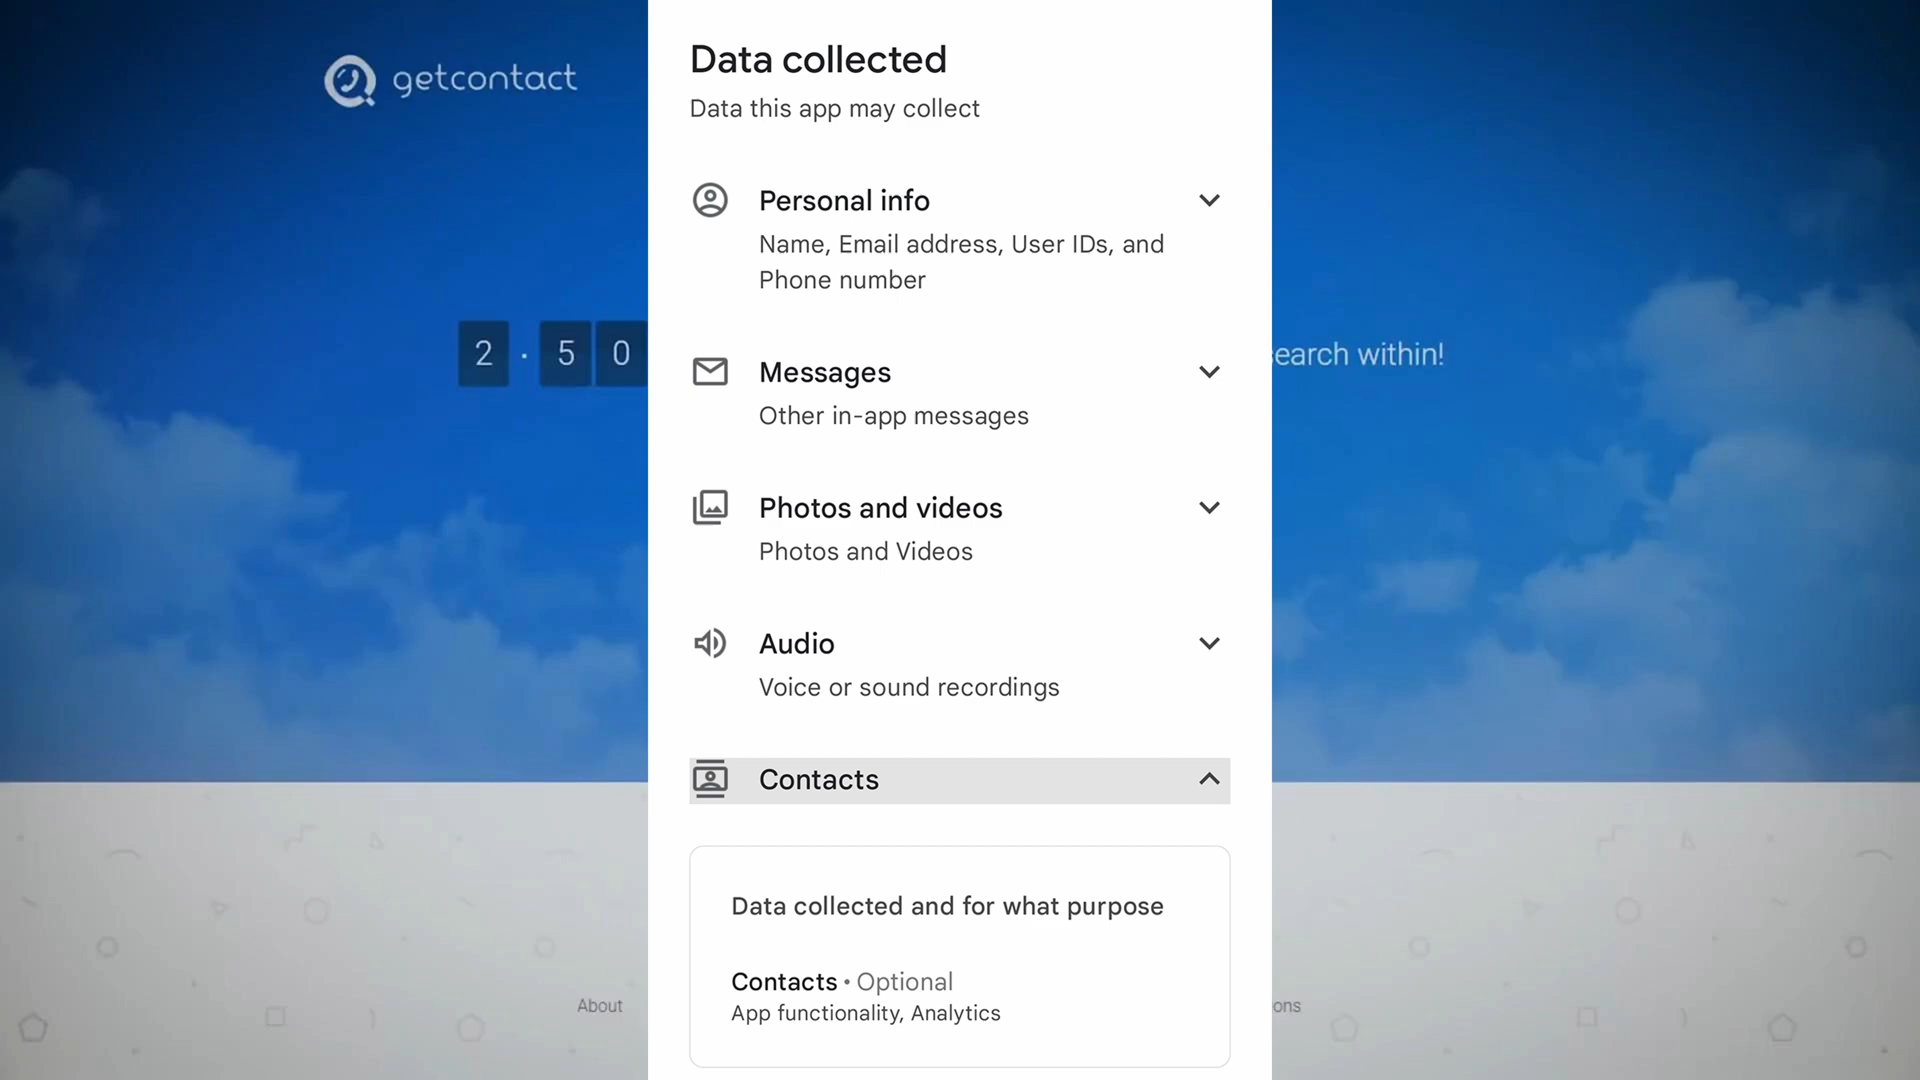 getcontact
2.50
earch within!
About
ons
Data collected
Data this app may collect
Personal info
Name, Email address, User IDs, and
Phone number
Messages
Other in-app messages
Photos and videos
Photos and Videos
Audio
Voice or sound recordings
Contacts
Data collected and for what purpose
Contacts • Optional
App functionality, Analytics